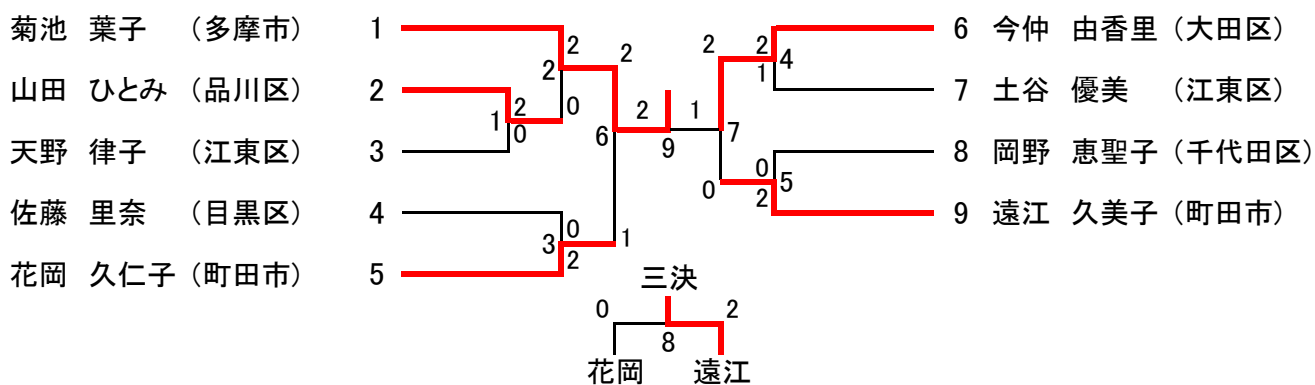 菊池 葉子 (多摩市) 1
山田 ひとみ (品川区) 2
天野 律子 (江東区) 3
佐藤 里奈 (目黒区) 4
花岡 久仁子 (町田市) 5
2
2
0
1
2
0
3
0
2
2
6
1
2
9
1
2
7
0
2
4
1
0
5
2
6 今仲 由香里 (大田区)
7 土谷 優美 (江東区)
8 岡野 恵聖子 (千代田区)
9 遠江 久美子 (町田市)
三決
0 2
8
花岡 遠江